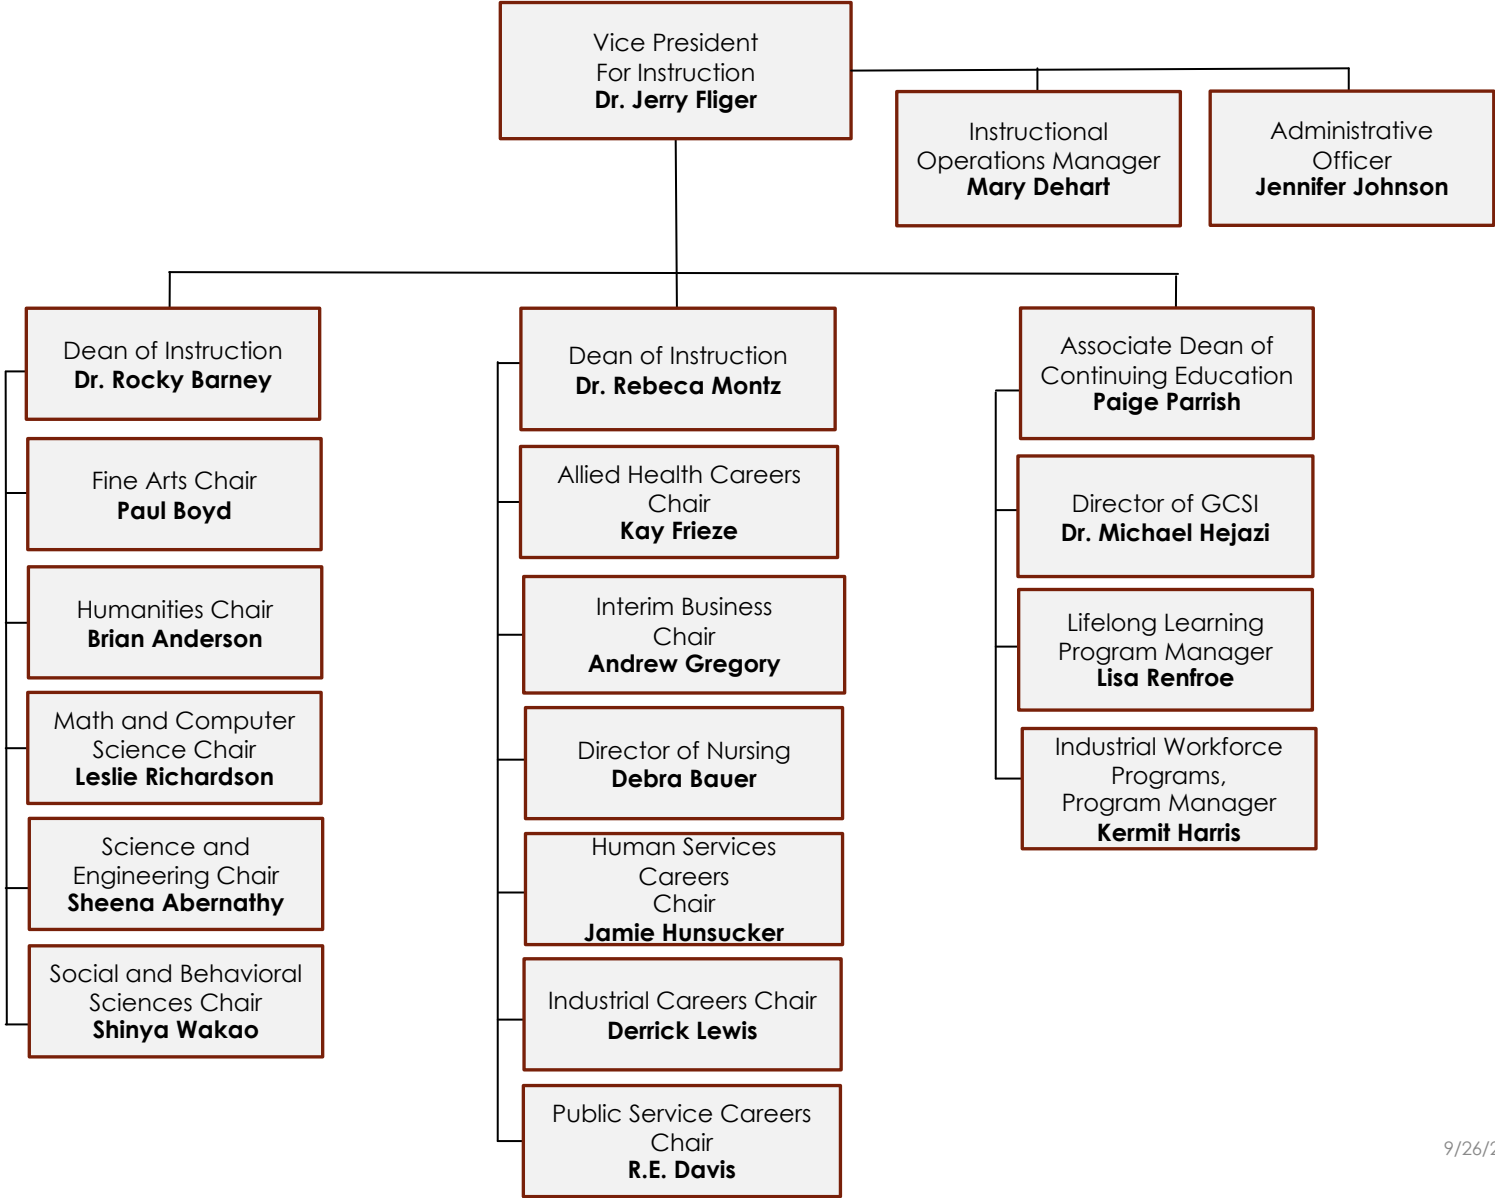 Vice President
For Instruction
Dr. Jerry Fliger
Instructional
Operations Manager
Mary Dehart
Administrative
Officer
Jennifer Johnson
Dean of Instruction
Dr. Rocky Barney
Fine Arts Chair
Paul Boyd
Humanities Chair
Brian Anderson
Math and Computer
Science Chair
Leslie Richardson
Science and
Engineering Chair
Sheena Abernathy
Social and Behavioral
Sciences Chair
Shinya Wakao
Dean of Instruction
Dr. Rebeca Montz
Allied Health Careers
Chair
Kay Frieze
Interim Business
Chair
Andrew Gregory
Director of Nursing
Debra Bauer
Human Services
Careers
Chair
Jamie Hunsucker
Industrial Careers Chair
Derrick Lewis
Public Service Careers
Chair
R.E. Davis
Associate Dean of
Continuing Education
Paige Parrish
Director of GCSI
Dr. Michael Hejazi
Lifelong Learning
Program Manager
Lisa Renfroe
Industrial Workforce
Programs,
Program Manager
Kermit Harris